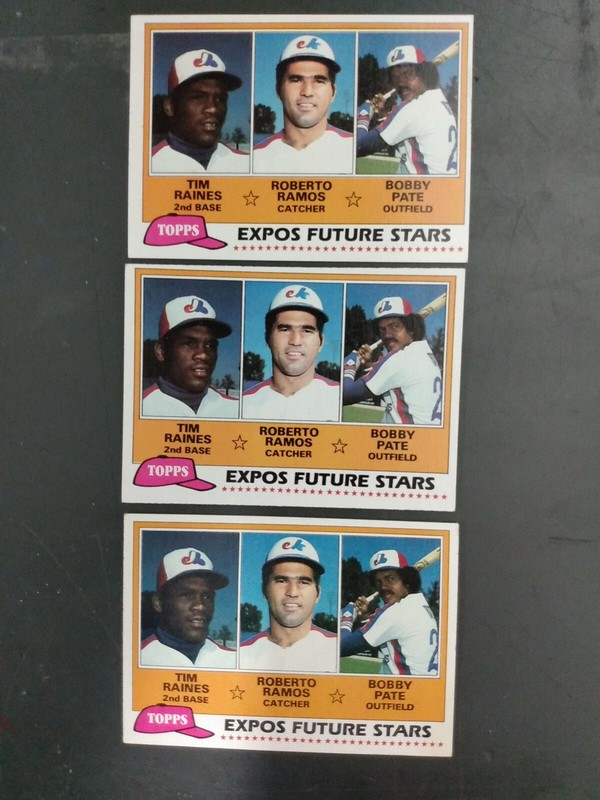 TIM RAINES 2nd BASE
☆
ROBERTO RAMOS CATCHER
☆
BOBBY PATE OUTFIELD
TOPPS
EXPOS FUTURE STARS
TIM RAINES 2nd BASE
☆
ROBERTO RAMOS CATCHER
☆
BOBBY PATE OUTFIELD
TOPPS
EXPOS FUTURE STARS
TIM RAINES 2nd BASE
☆
ROBERTO RAMOS CATCHER
☆
BOBBY PATE OUTFIELD
TOPPS
EXPOS FUTURE STARS